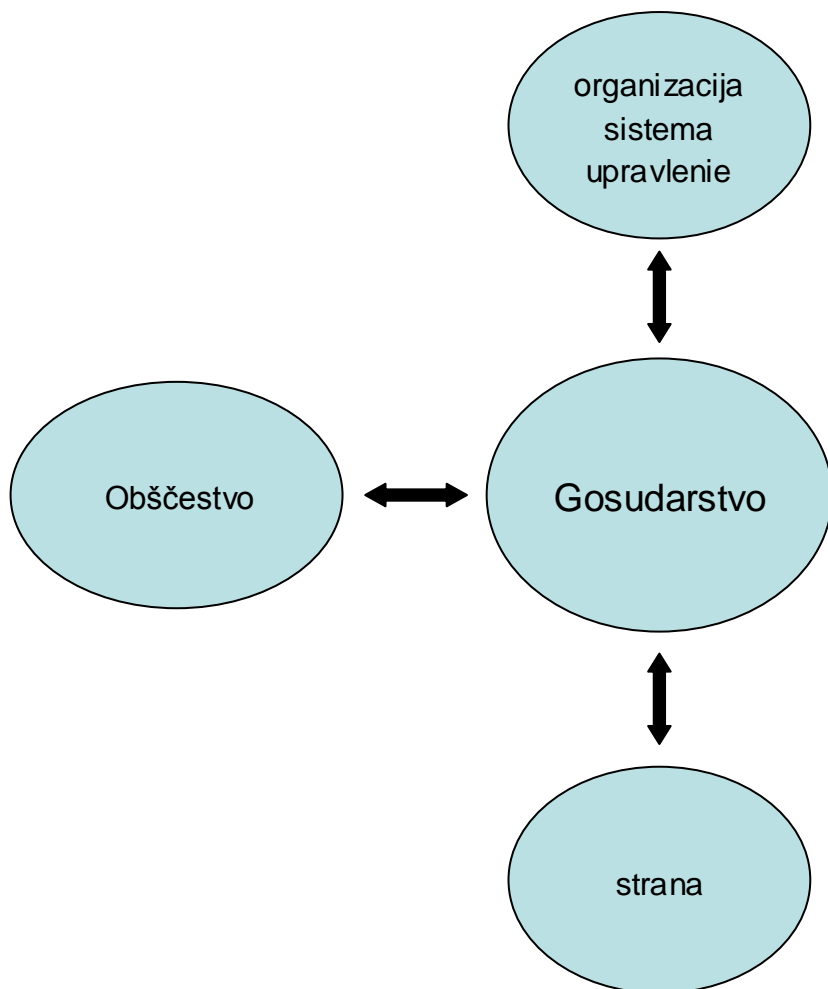 organizacija
sistema
upravlenie
Obščestvo
Gosudarstvo
strana